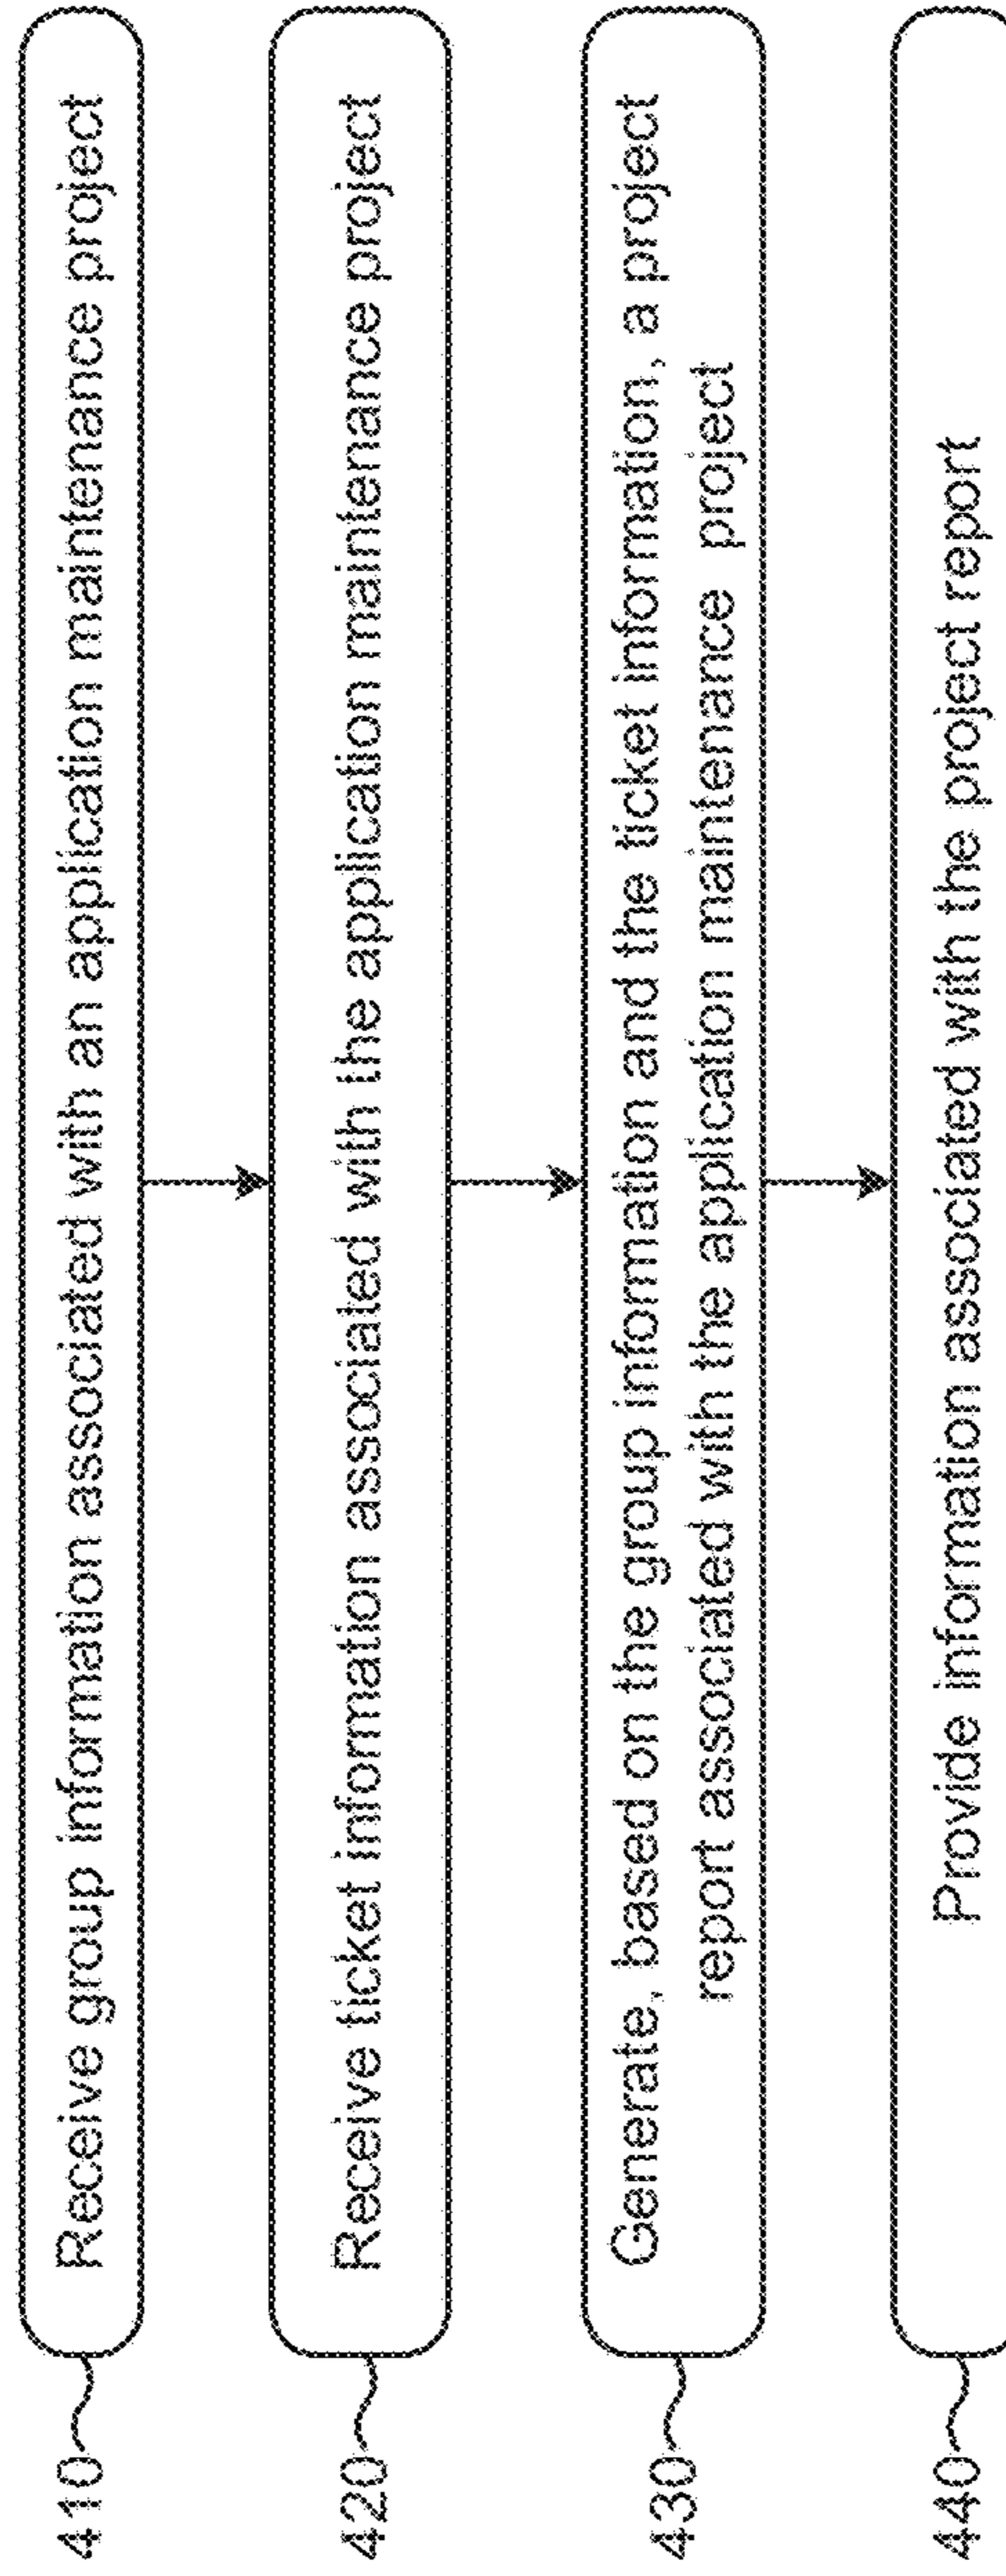 410
Receive group information associated with an application maintenance project
420
Receive ticket information associated with the application maintenance project
430
Generate, based on the group information and the ticket information, a project
report associated with the application maintenance project
440
Provide information associated with the project report